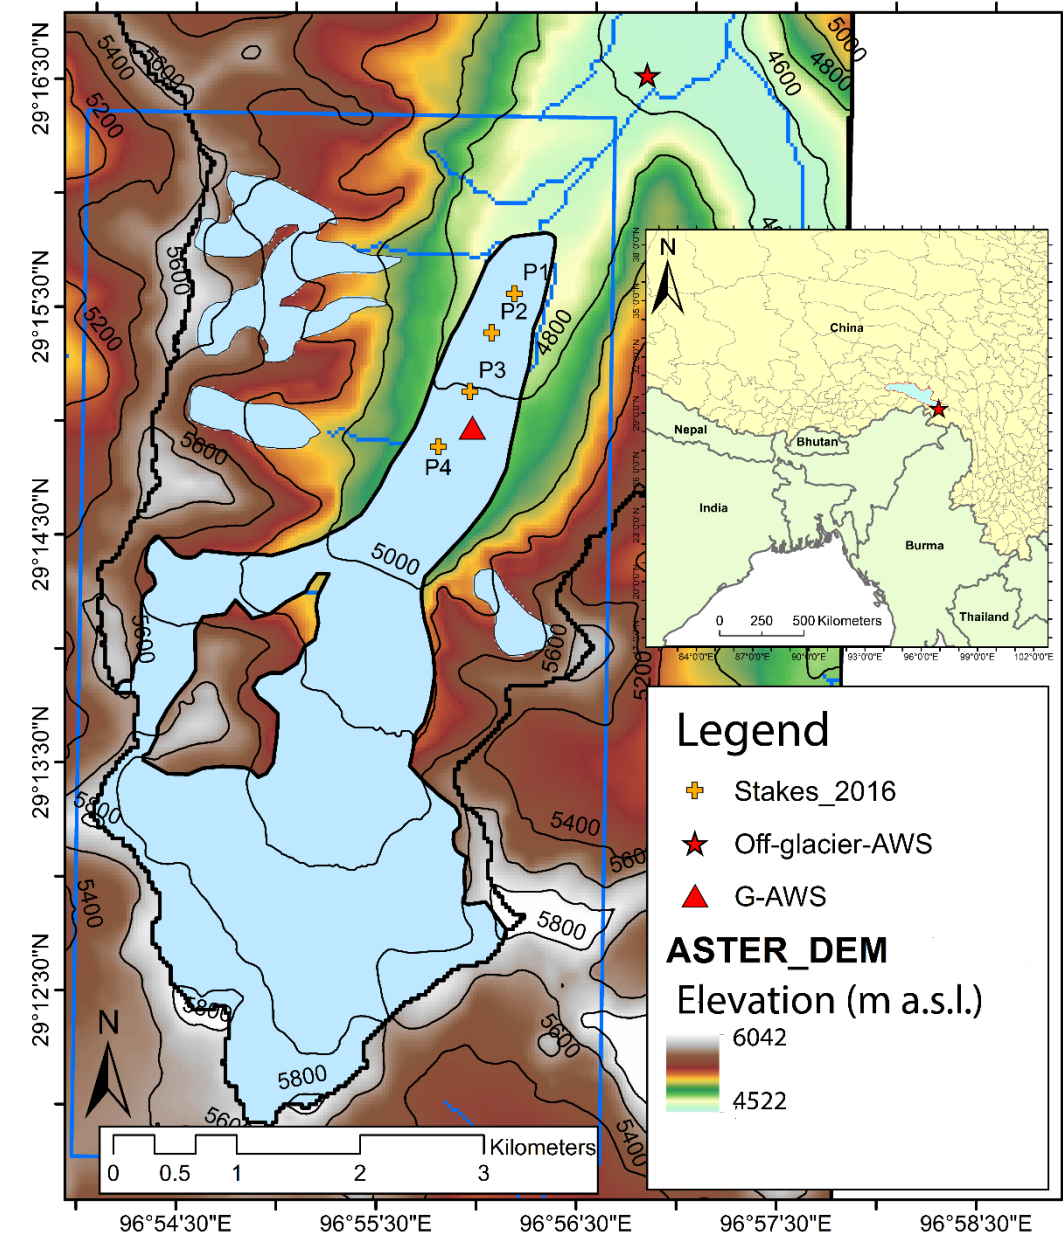 5400
5600
5000
4600
4800
29°16'30"N
5200
N
China
Nepal
Bhutan
India
Burma
Thailand
0 250 500 Kilometers
84°0'0"E 87°0'0"E 90°0'0"E 93°0'0"E 96°0'0"E 99°0'0"E 102°0'0"E
5600
P1
29°15'30"N
P2
4800
5200
P3
5600
P4
29°14'30"N
5000
5600
5600
5200
29°13'30"N
5800
5400
5400
5800
29°12'30"N
5800
5600
N
5800
5400
0 0.5 1 2 3
Kilometers
Legend
Stakes_2016
Off-glacier-AWS
G-AWS
ASTER_DEM
Elevation (m a.s.l.)
6042
4522
96°54'30"E 96°55'30"E 96°56'30"E 96°57'30"E 96°58'30"E